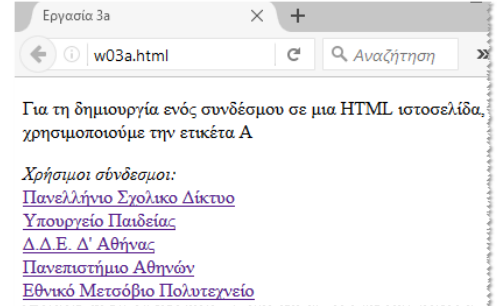 Εργασία 3a
w03a.html
Αναζήτηση
Για τη δημιουργία ενός συνδέσμου σε μια HTML ιστοσελίδα,
χρησιμοποιούμε την ετικέτα A
Χρήσιμοι σύνδεσμοι:
Πανελλήνιο Σχολικο Δίκτυο
Υπουργείο Παιδείας
Δ.Δ.Ε. Δ' Αθήνας
Πανεπιστήμιο Αθηνών
Εθνικό Μετσόβιο Πολυτεχνείο